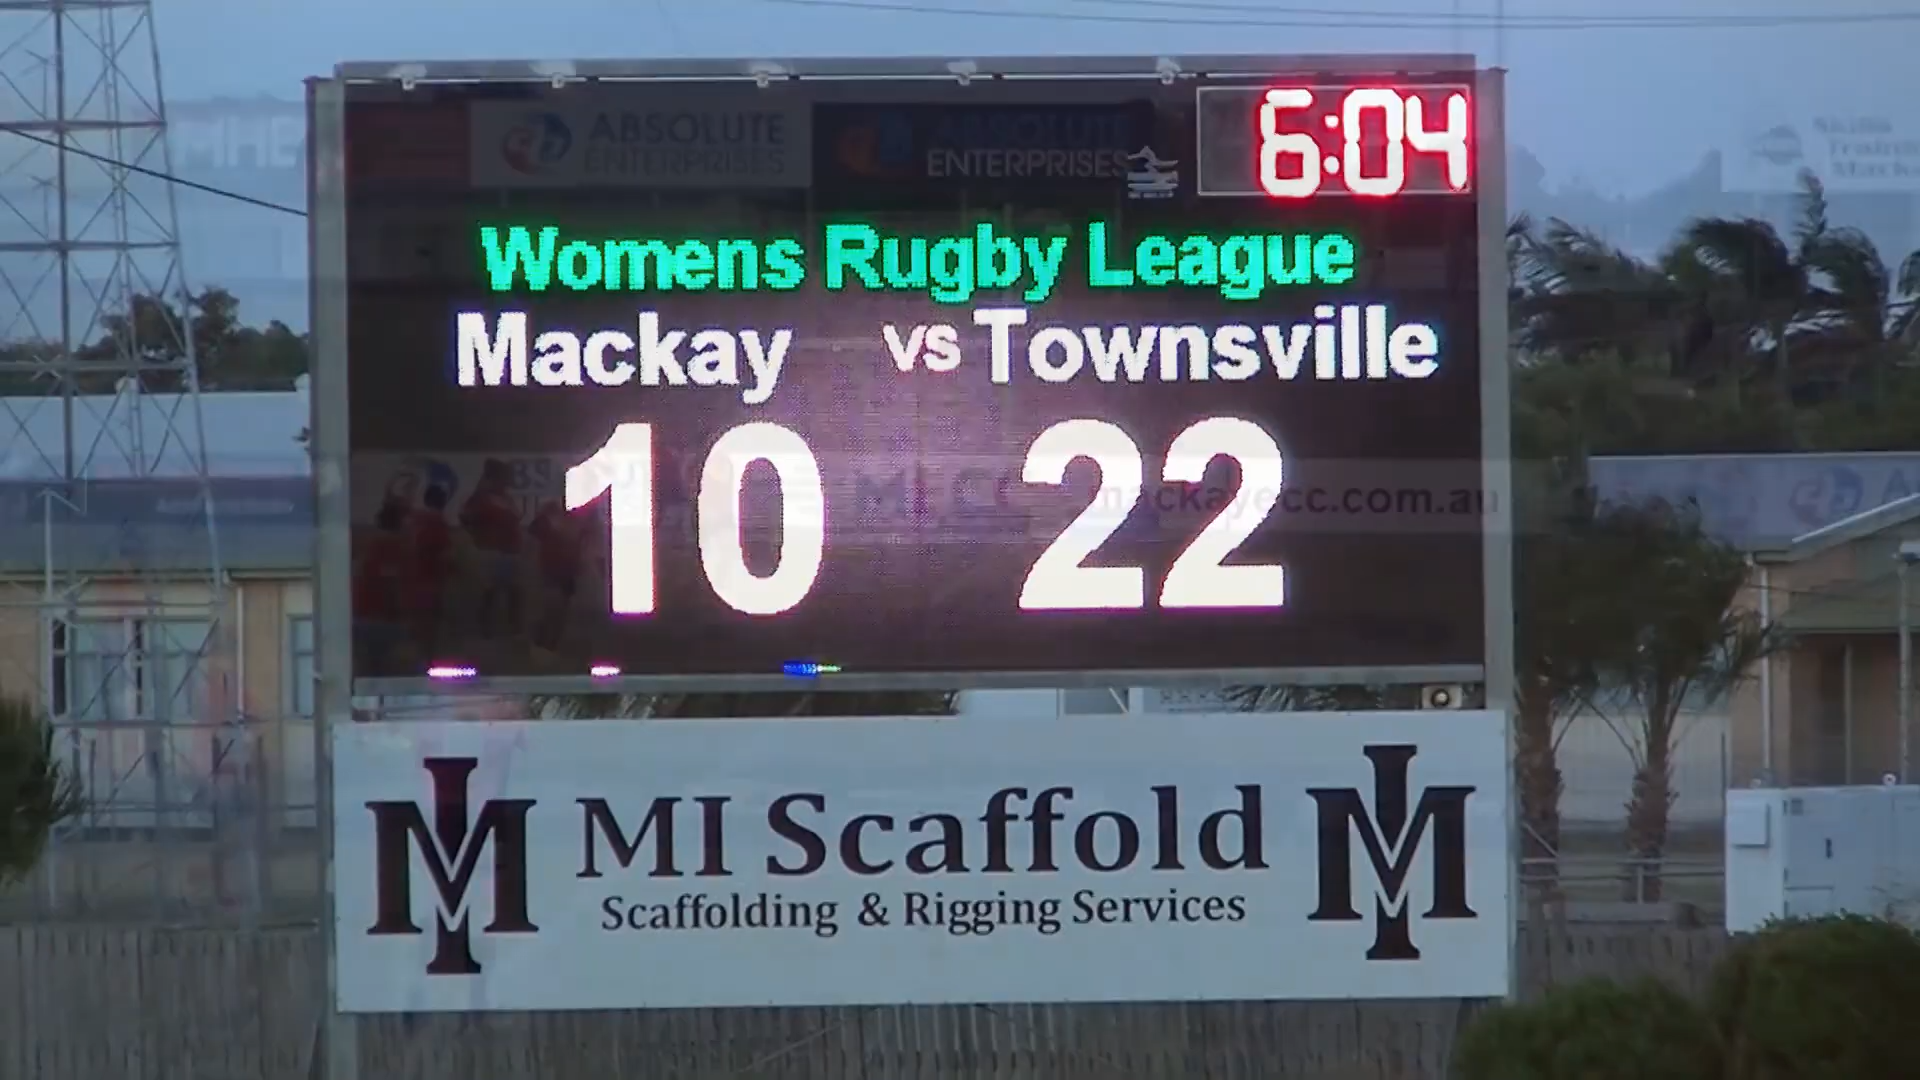 ABSOLUTE
ENTERPRISES
ABSOLUTE
ENTERPRISES
6:04
Womens Rugby League
Mackay vs Townsville
10 22
mackayecc.com.au
MI Scaffold
Scaffolding & Rigging Services